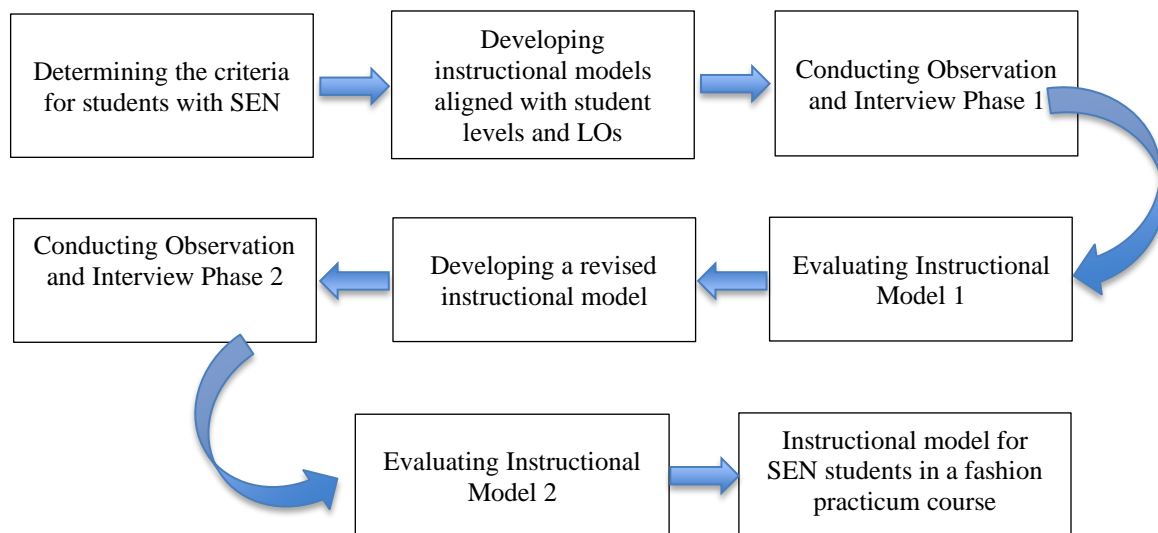 Determining the criteria
for students with SEN
Developing
instructional models
aligned with student
levels and LOs
Conducting Observation
and Interview Phase 1
Evaluating Instructional
Model 1
Developing a revised
instructional model
Conducting Observation
and Interview Phase 2
Evaluating Instructional
Model 2
Instructional model for
SEN students in a fashion
practicum course